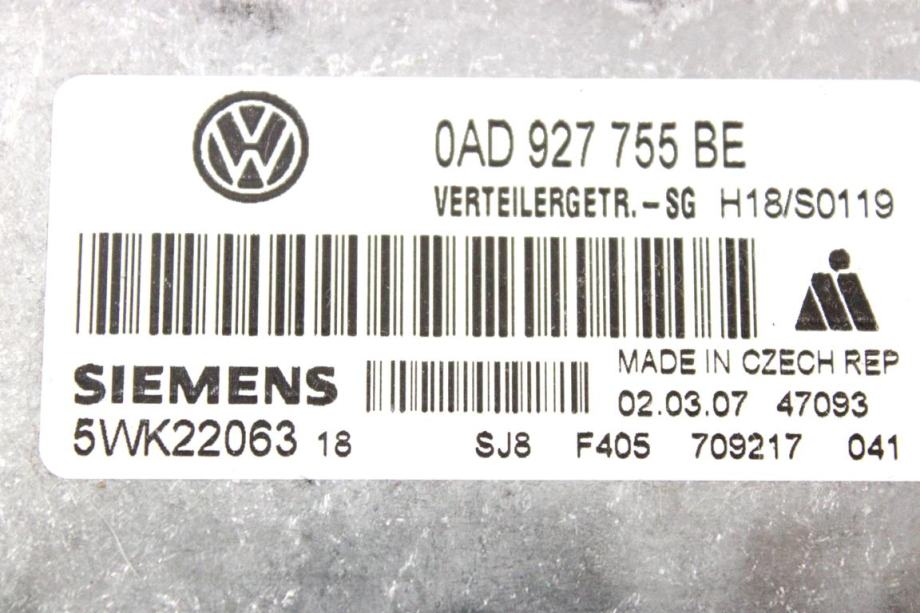 0AD 927 755 BE
VERTEILERGETR.-SG H18/S0119
MADE IN CZECH REP
SIEMENS
02.03.07 47093
5WK22063 18 SJ8 F405 709217 041